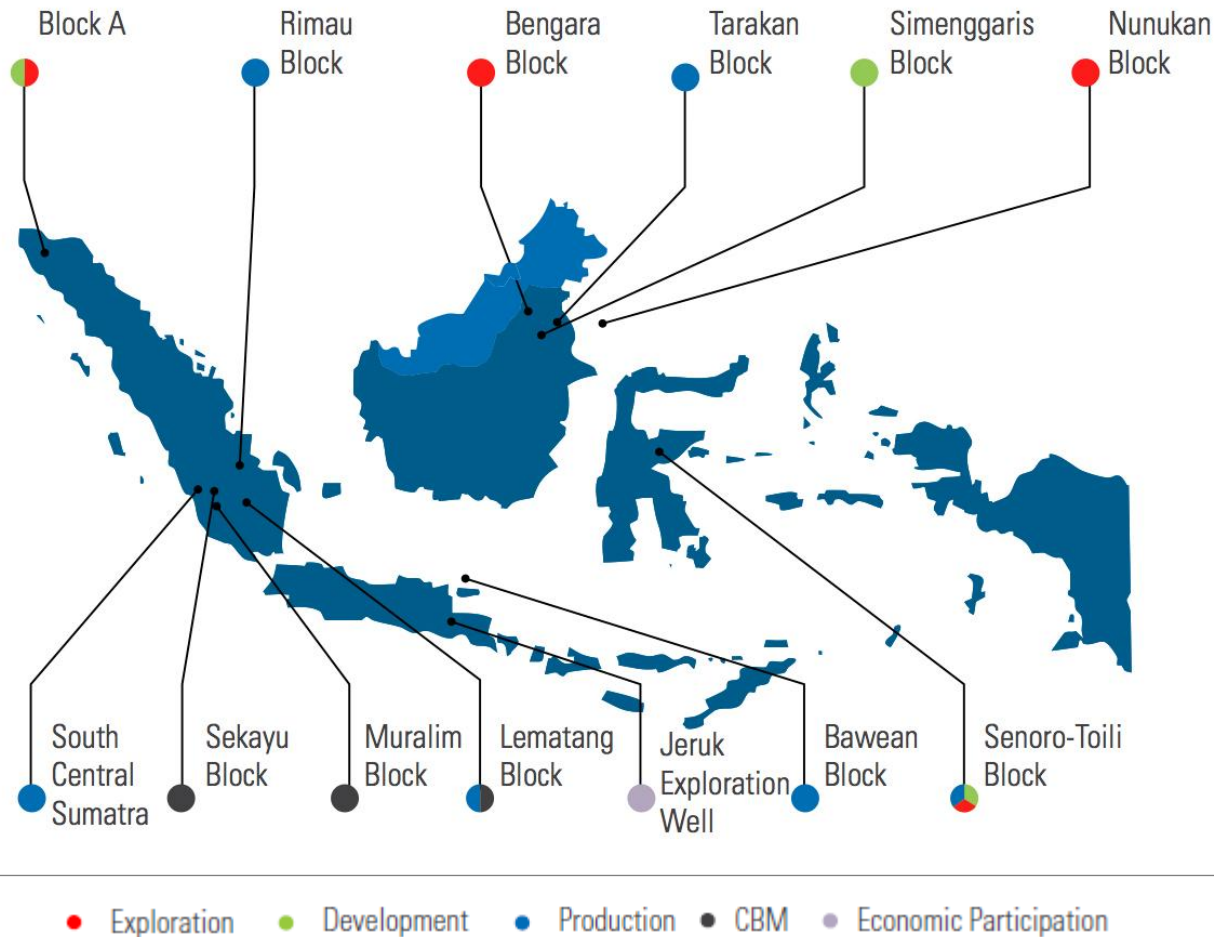 Block A
Rimau
Block
Bengara
Block
Tarakan
Block
Simenggaris
Block
Nunukan
Block
South
Central
Sumatra
Sekayu
Block
Muralim
Block
Lematang
Block
Jeruk
Exploration
Well
Bawean
Block
Senoro-Toili
Block
Exploration
Development
Production
CBM
Economic Participation